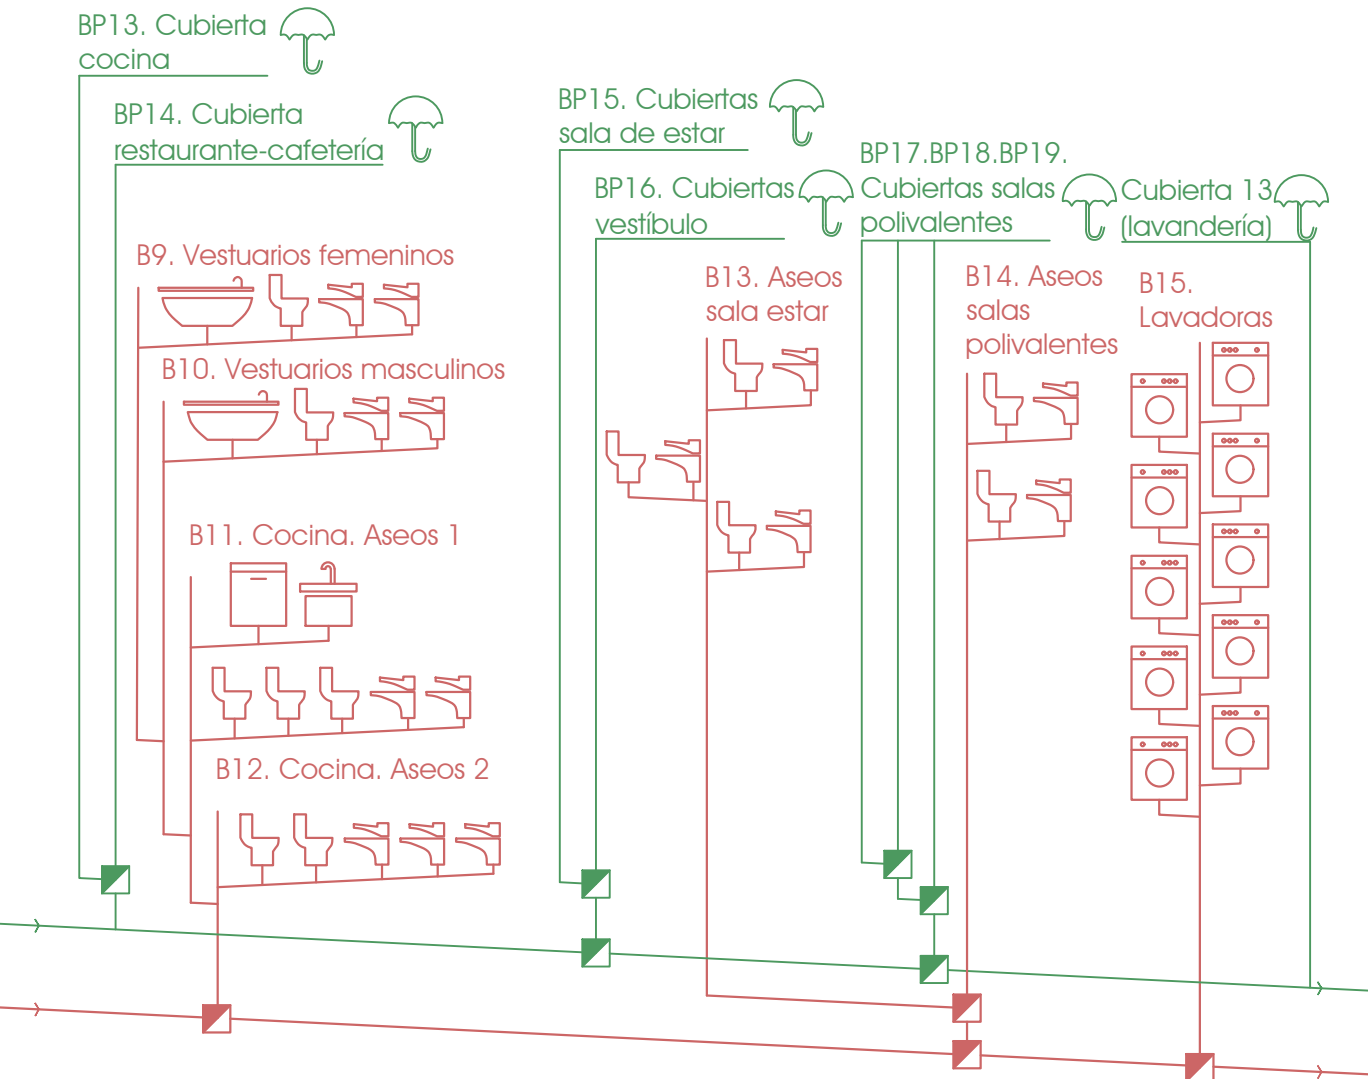 BP13. Cubierta
cocina
BP14. Cubierta
restaurante-cafetería
BP15. Cubiertas
sala de estar
BP16. Cubiertas
vestíbulo
BP17.BP18.BP19.
Cubiertas salas
polivalentes
Cubierta 13
(lavandería)
B9. Vestuarios femeninos
B10. Vestuarios masculinos
B11. Cocina. Aseos 1
B12. Cocina. Aseos 2
B13. Aseos
sala estar
B14. Aseos
salas
polivalentes
B15.
Lavadoras